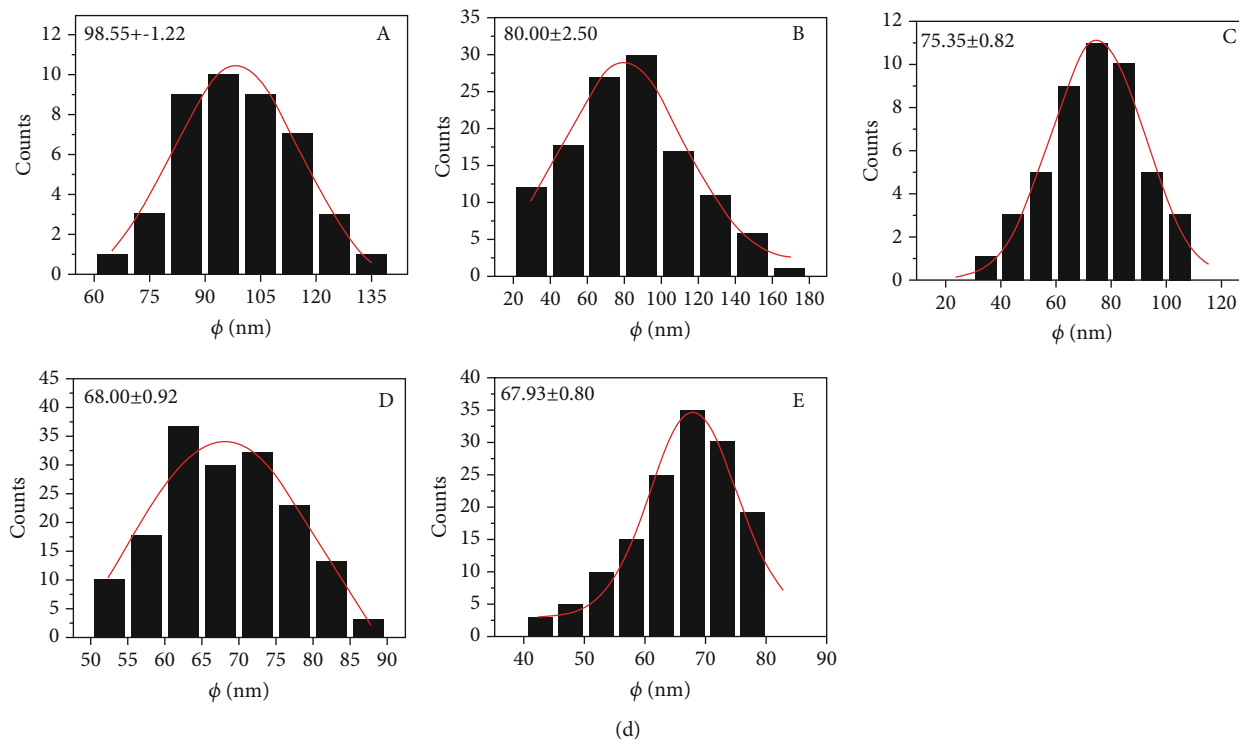 98.55+-1.22 A
12
10
8
6
4
2
0
Counts
60 75 90 105 120 135
ϕ (nm)
80.00±2.50 B
35
30
25
20
15
10
5
0
Counts
20 40 60 80 100 120 140 160 180
ϕ (nm)
75.35±0.82 C
12
10
8
6
4
2
0
Counts
20 40 60 80 100 120
ϕ (nm)
68.00±0.92 D
45
40
35
30
25
20
15
10
5
0
Counts
50 55 60 65 70 75 80 85 90
ϕ (nm)
67.93±0.80 E
40
35
30
25
20
15
10
5
0
Counts
40 50 60 70 80 90
ϕ (nm)
(d)